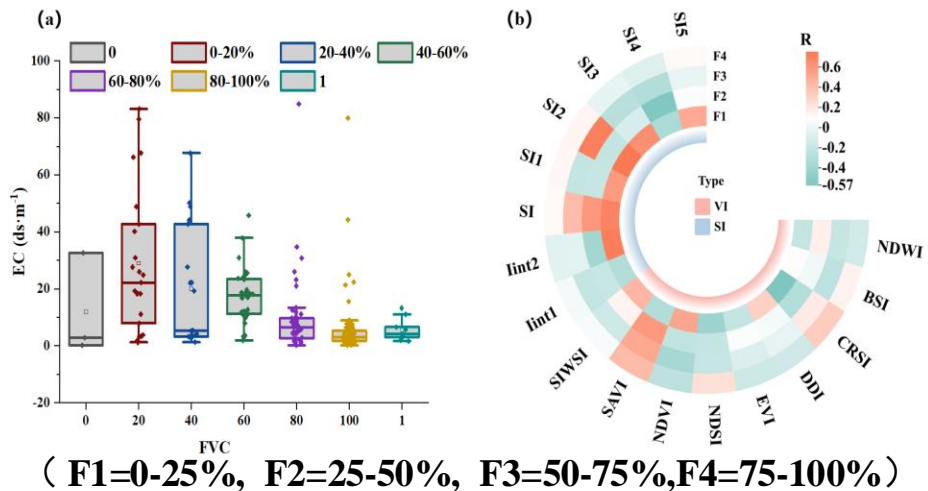 (a)
0
0-20%
20-40%
40-60%
60-80%
80-100%
1
EC (ds·m⁻¹)
100
80
60
40
20
0
-20
0
20
40
60
80
100
1
FVC
(b)
SI5
SI4
SI3
SI2
SI1
SI
Iint2
Iint1
SIWSI
SAVI
NDVI
NDSI
EVI
DDI
CRSI
BSI
NDWI
F4
F3
F2
F1
Type
VI
SI
R
0.6
0.4
0.2
0
-0.2
-0.4
-0.57
（ F1=0-25%, F2=25-50%, F3=50-75%,F4=75-100%）